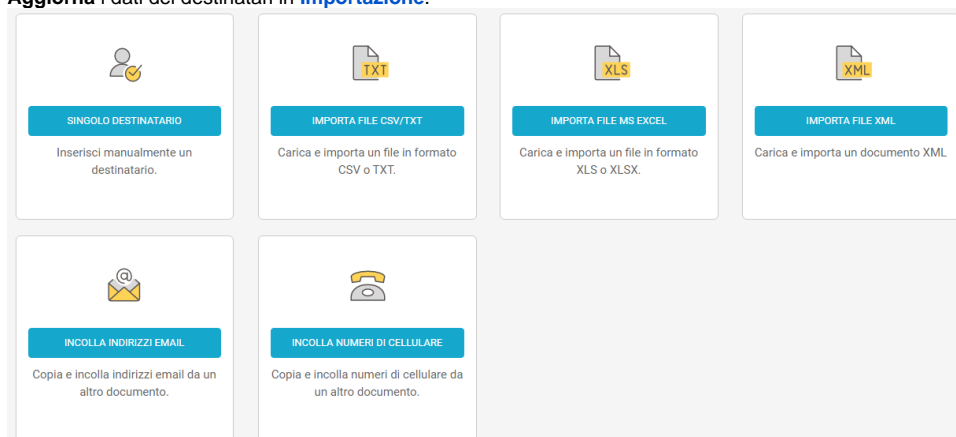 Aggiorna i dati dei destinatari in Importazione.
TXT
XLS
XML
SINGOLO DESTINATARIO
IMPORTA FILE CSV/TXT
IMPORTA FILE MS EXCEL
IMPORTA FILE XML
Inserisci manualmente un
destinatario.
Carica e importa un file in formato
CSV o TXT.
Carica e importa un file in formato
XLS o XLSX.
Carica e importa un documento XML
@
INCOLLA INDIRIZZI EMAIL
INCOLLA NUMERI DI CELLULARE
Copia e incolla indirizzi email da un
altro documento.
Copia e incolla numeri di cellulare da
un altro documento.